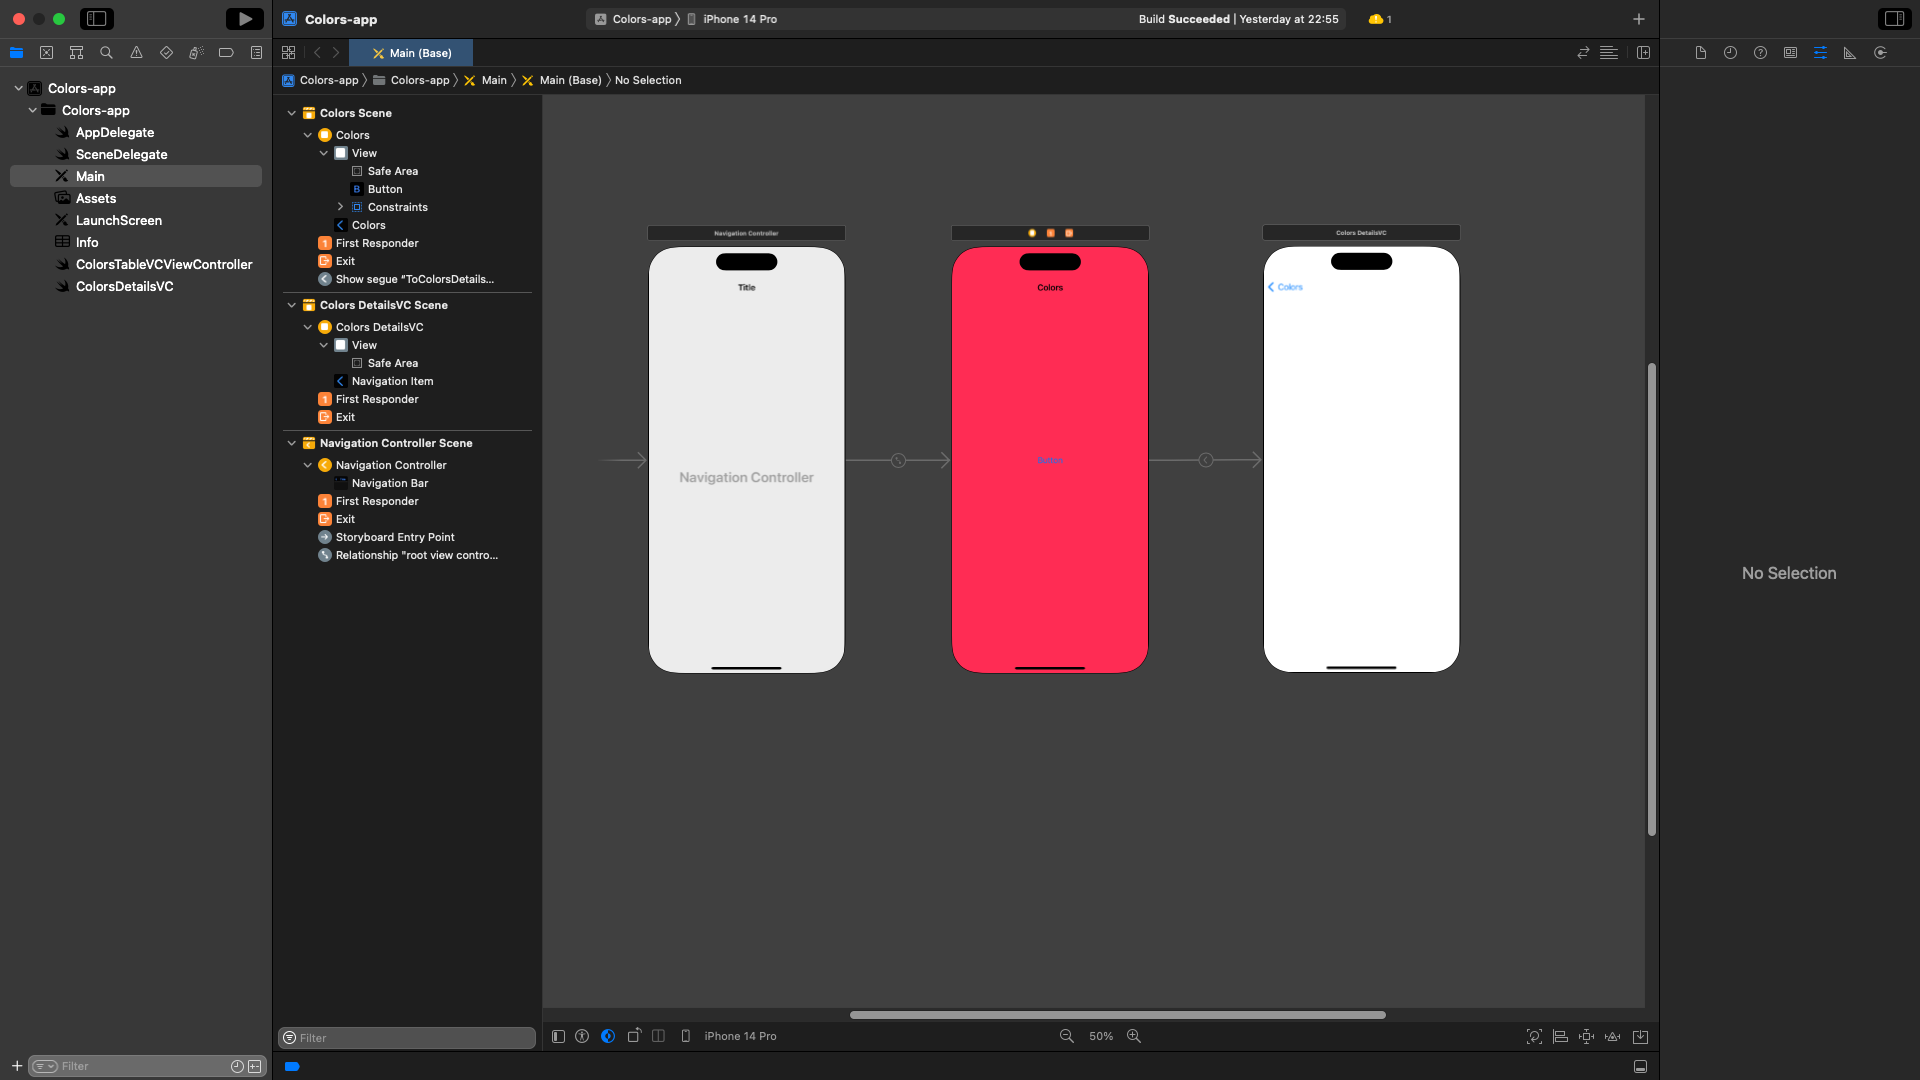 Colors-app
Colors-app
iPhone 14 Pro
Build Succeeded | Yesterday at 22:55
1
Main (Base)
Colors-app
Colors-app
Main
Main (Base)
No Selection
Colors-app
Colors-app
AppDelegate
SceneDelegate
Main
Assets
LaunchScreen
Info
ColorsTableVCViewController
ColorsDetailsVC
Filter
Colors Scene
Colors
View
Safe Area
B Button
Constraints
Colors
1 First Responder
Exit
Show segue “ToColorsDetails...
Colors DetailsVC Scene
Colors DetailsVC
View
Safe Area
Navigation Item
1 First Responder
Exit
Navigation Controller Scene
Navigation Controller
Navigation Bar
1 First Responder
Exit
Storyboard Entry Point
Relationship "root view contro...
Filter
Navigation Controller
Title
Navigation Controller
Colors
Button
Colors DetailsVC
Colors
iPhone 14 Pro
50%
No Selection